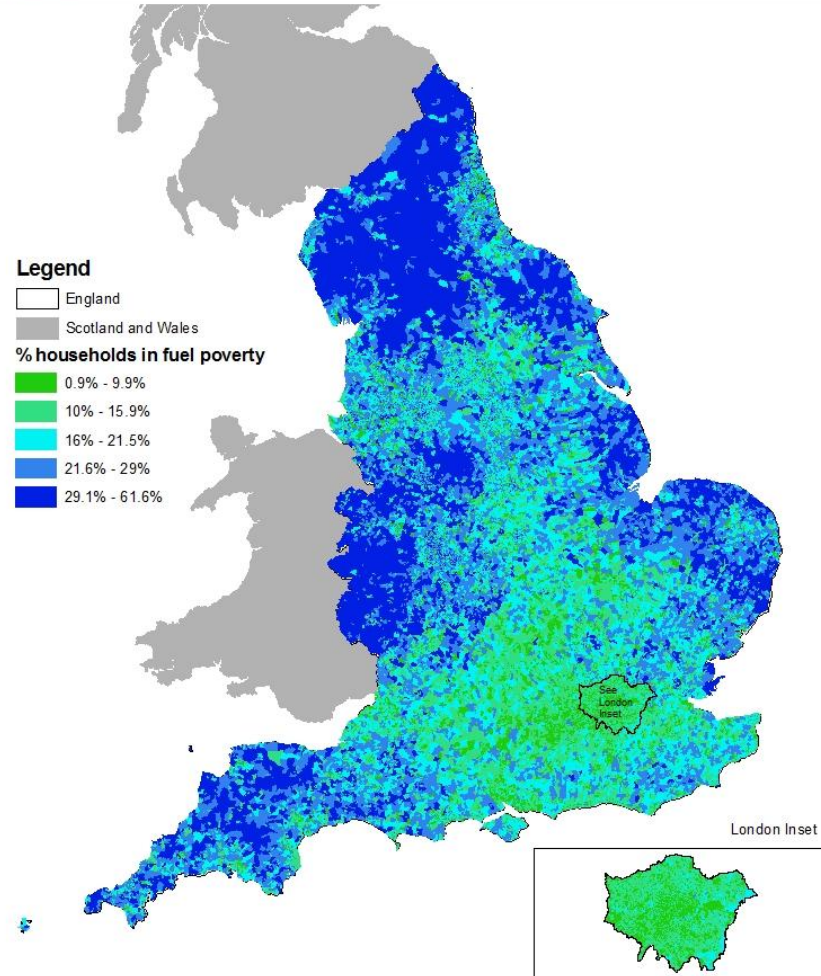 Legend
England
Scotland and Wales
% households in fuel poverty
0.9% - 9.9%
10% - 15.9%
16% - 21.5%
21.6% - 29%
29.1% - 61.6%
See
London
Inset
London Inset